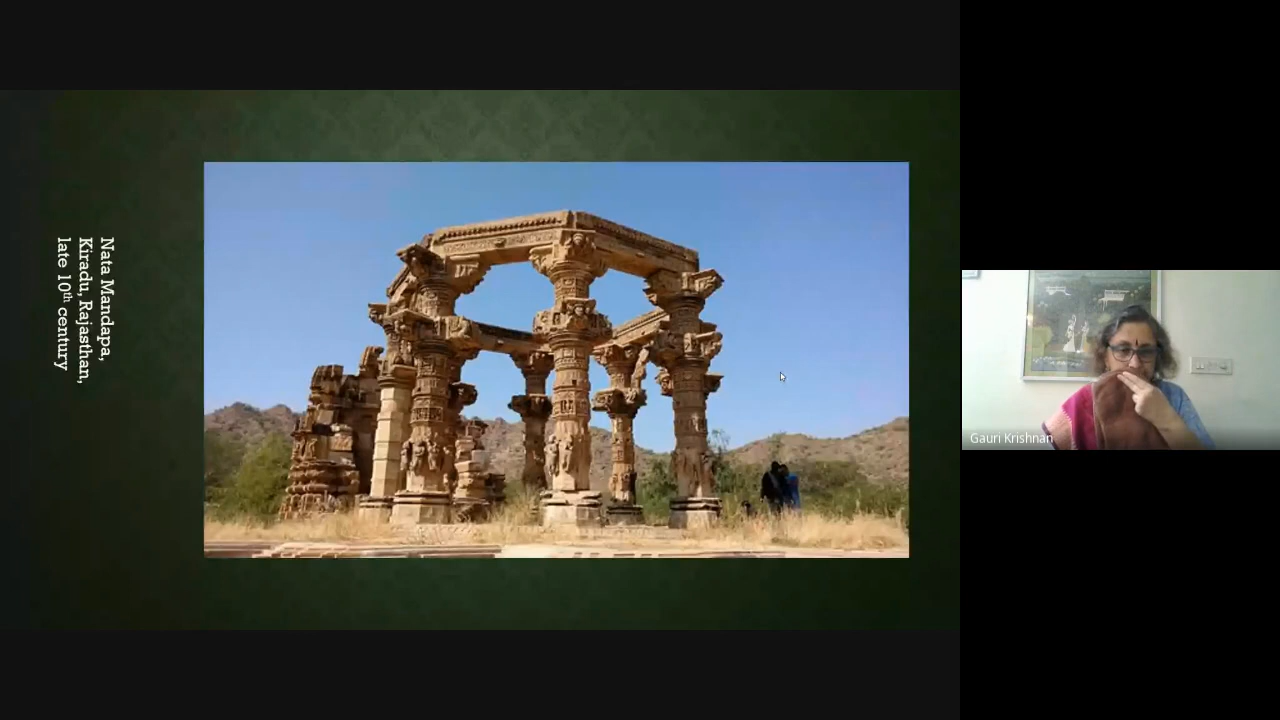 Nata Mandapa,
Kiradu, Rajasthan,
late 10th century
Gauri Krishnan